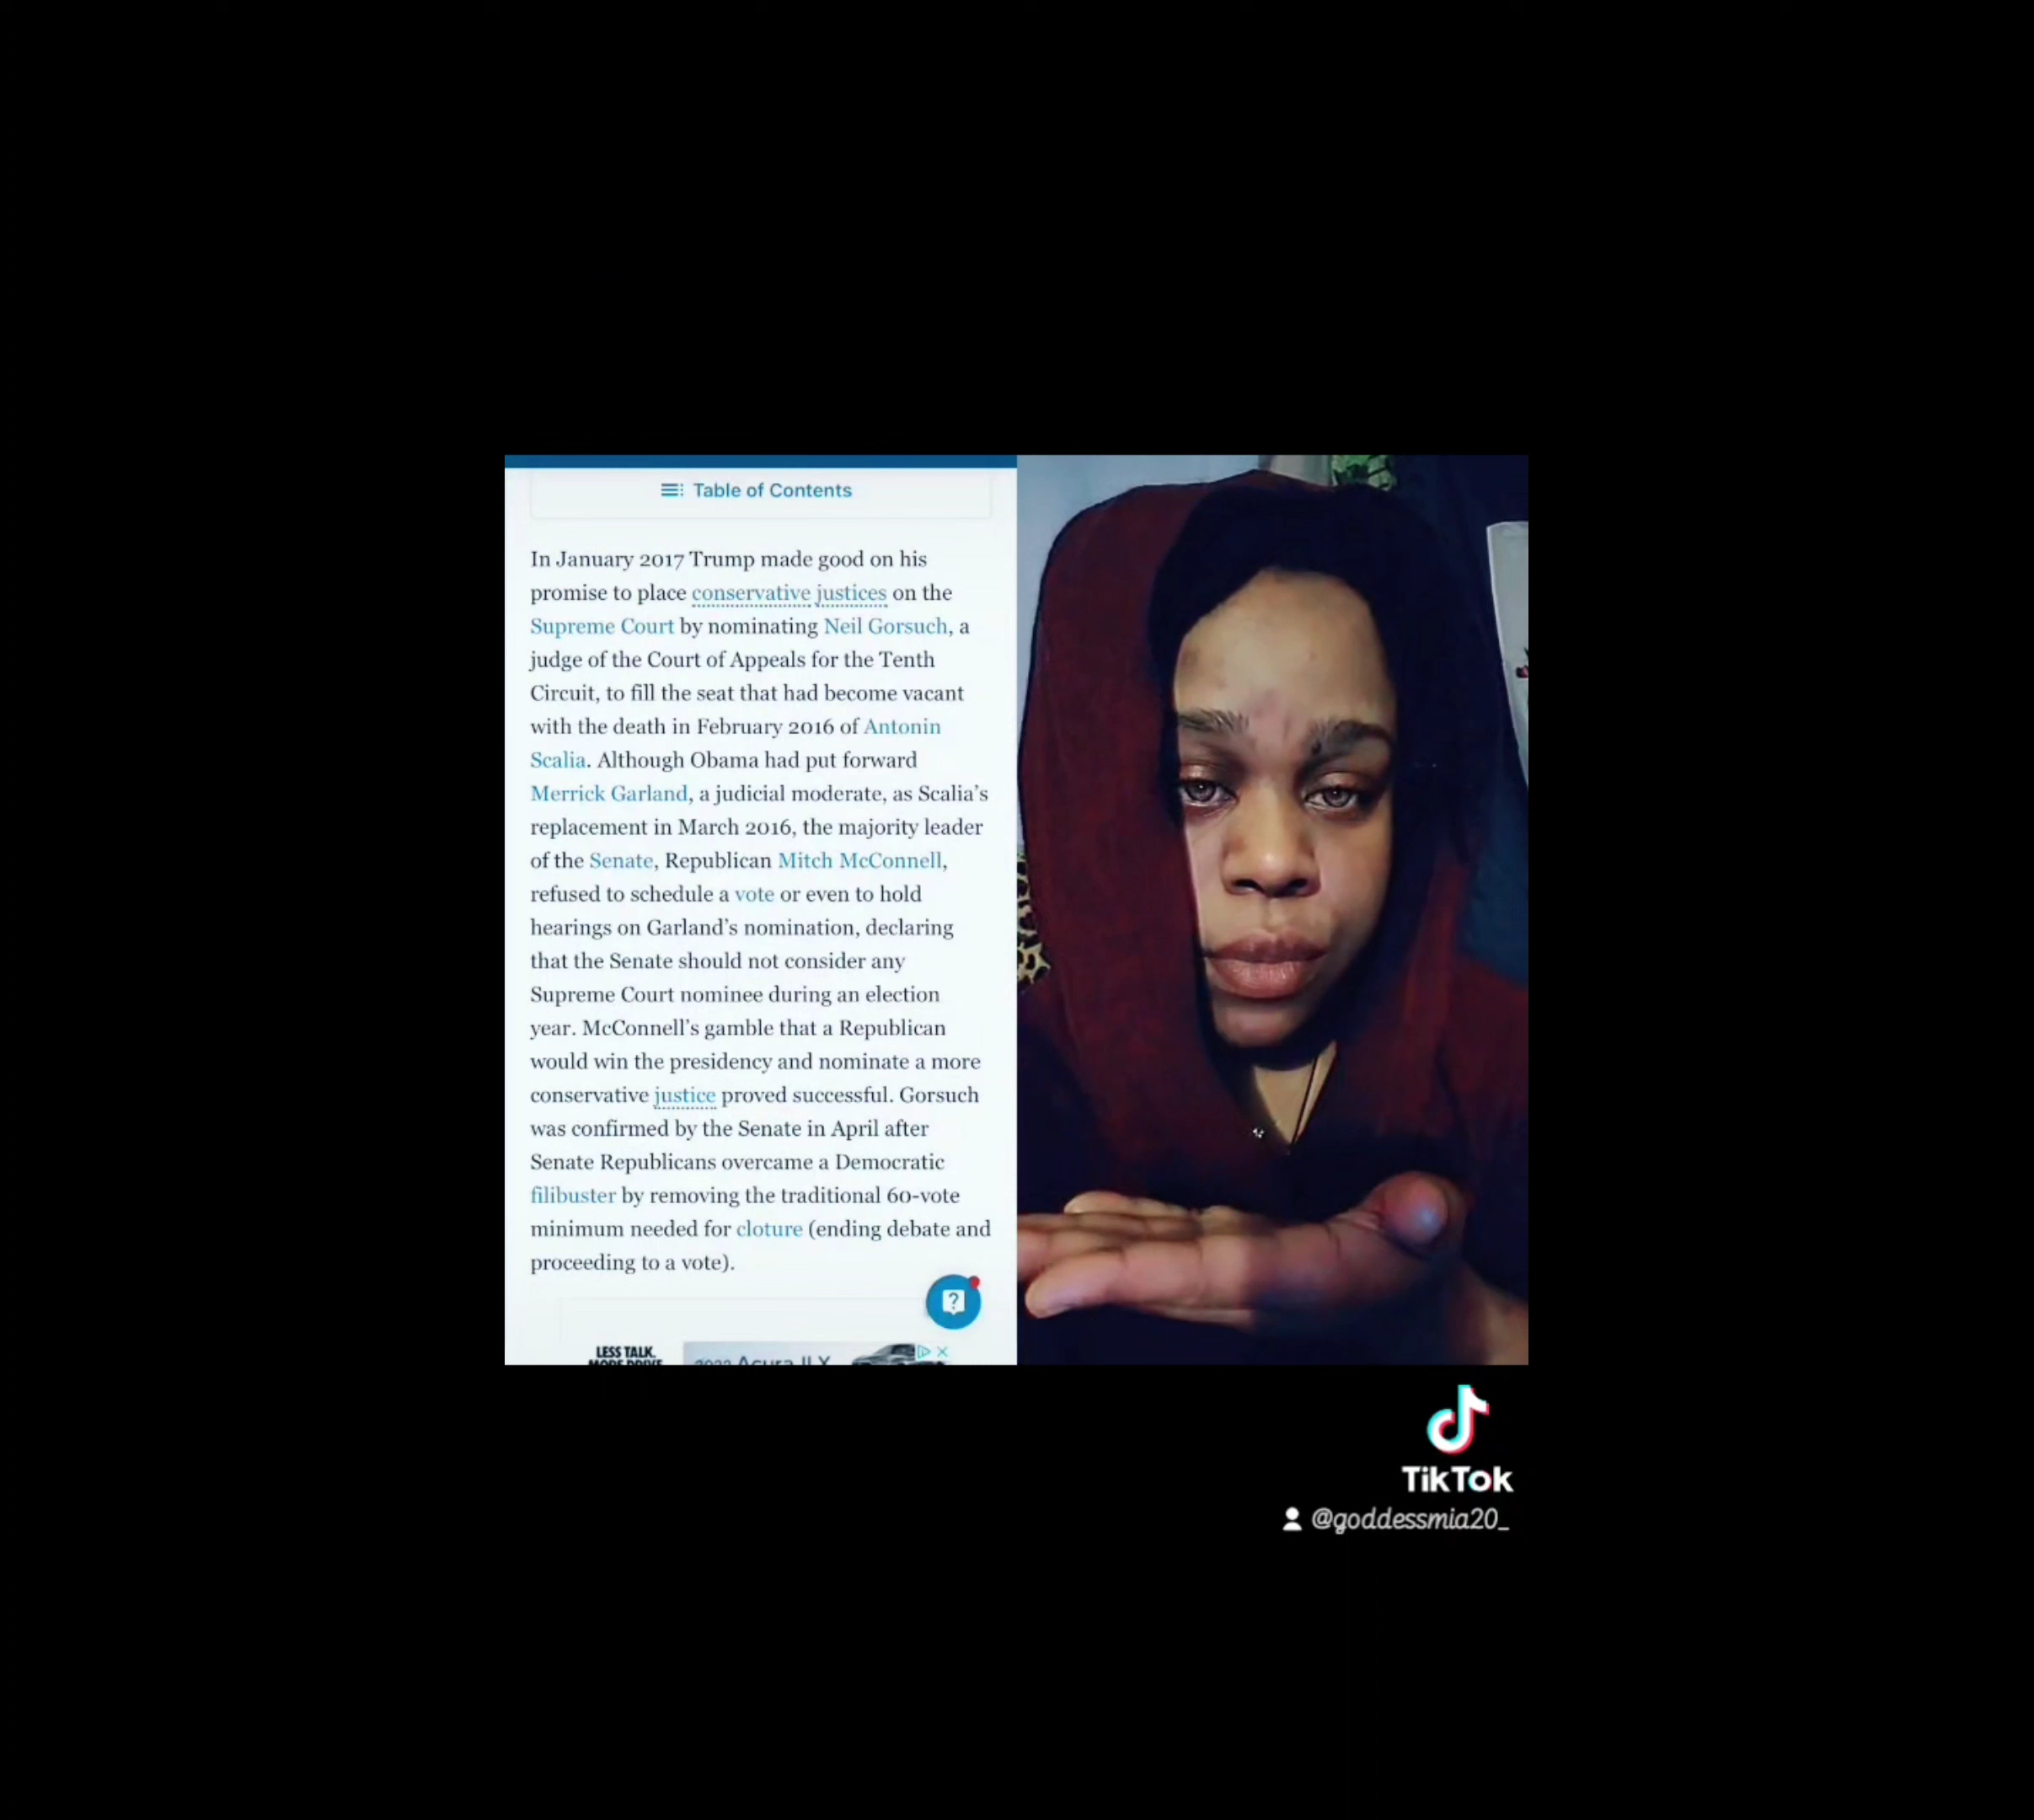 Table of Contents
In January 2017 Trump made good on his
promise to place conservative justices on the
Supreme Court by nominating Neil Gorsuch, a
judge of the Court of Appeals for the Tenth
Circuit, to fill the seat that had become vacant
with the death in February 2016 of Antonin
Scalia. Although Obama had put forward
Merrick Garland, a judicial moderate, as Scalia's
replacement in March 2016, the majority leader
of the Senate, Republican Mitch McConnell,
refused to schedule a vote or even to hold
hearings on Garland's nomination, declaring
that the Senate should not consider any
Supreme Court nominee during an election
year. McConnell's gamble that a Republican
would win the presidency and nominate a more
conservative justice proved successful. Gorsuch
was confirmed by the Senate in April after
Senate Republicans overcame a Democratic
filibuster by removing the traditional 60-vote
minimum needed for cloture (ending debate and
proceeding to a vote).
?
LESS TALK.
MORE DRIVE
2022 Acura ILX
TikTok
@goddessmia20_